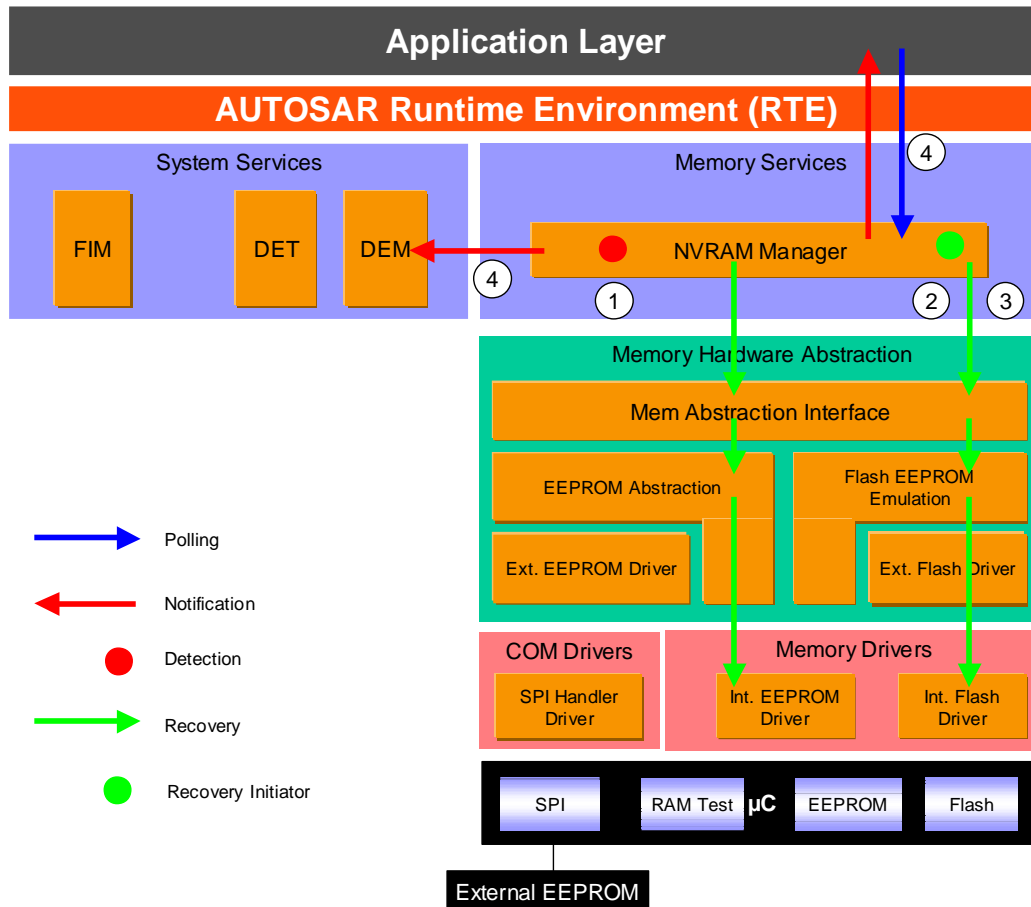 Application Layer
AUTOSAR Runtime Environment (RTE)
System Services
Memory Services
4
FIM
DET
DEM
NVRAM Manager
4
1
2
3
Memory Hardware Abstraction
Mem Abstraction Interface
EEPROM Abstraction
Flash EEPROM
Emulation
Ext. EEPROM Driver
Ext. Flash Driver
Polling
Notification
Detection
Recovery
Recovery Initiator
COM Drivers
Memory Drivers
SPI Handler
Driver
Int. EEPROM
Driver
Int. Flash
Driver
SPI
RAM Test
µC
EEPROM
Flash
External EEPROM